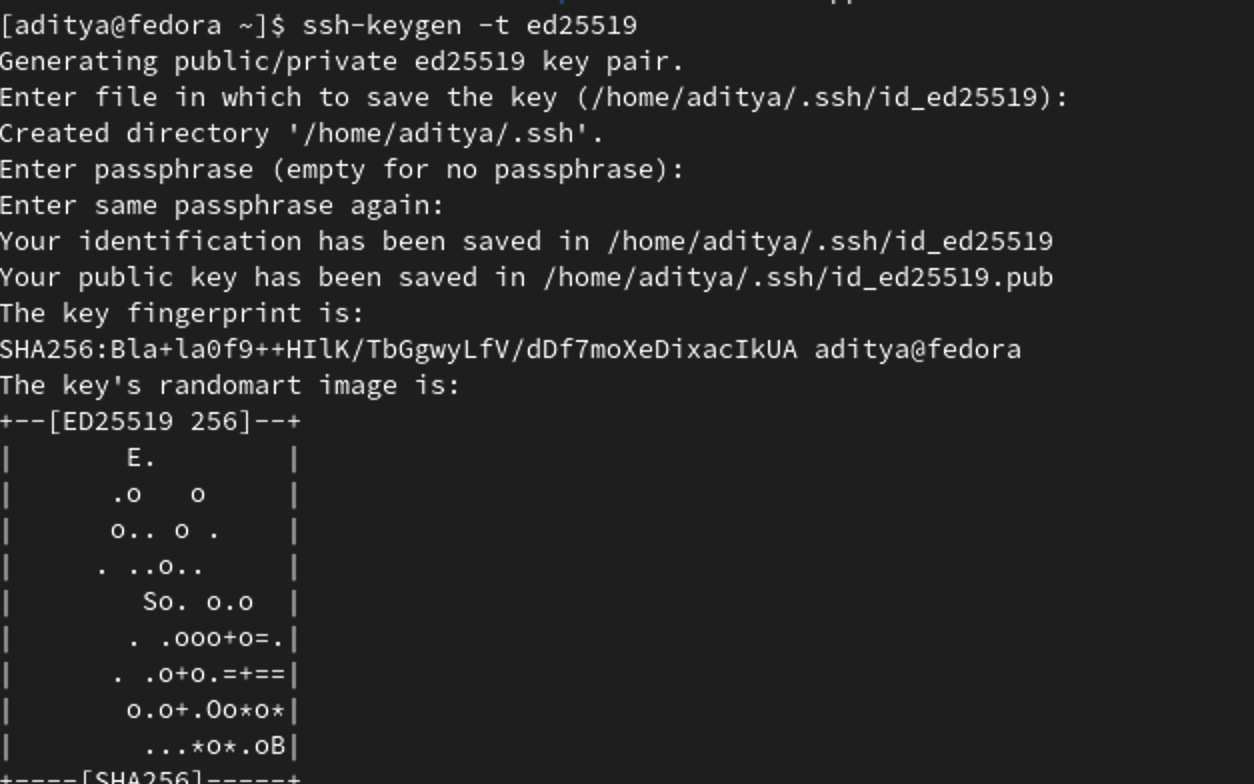 [aditya@fedora ~]$ ssh-keygen -t ed25519
Generating public/private ed25519 key pair.
Enter file in which to save the key (/home/aditya/.ssh/id_ed25519):
Created directory '/home/aditya/.ssh'.
Enter passphrase (empty for no passphrase):
Enter same passphrase again:
Your identification has been saved in /home/aditya/.ssh/id_ed25519
Your public key has been saved in /home/aditya/.ssh/id_ed25519.pub
The key fingerprint is:
SHA256:Bla+la0f9++HIlK/TbGgwyLfV/dDf7moXeDixacIkUA aditya@fedora
The key's randomart image is:
+--[ED25519 256]--+
|       E.        |
|      .o   o     |
|      o.. o .    |
|     . ..o..     |
|        So. o.o  |
|       . .ooo+o=.|
|      . .o+o.=+==|
|       o.o+.Oo*o*|
|        ...*o*.oB|
+----[SHA256]-----+